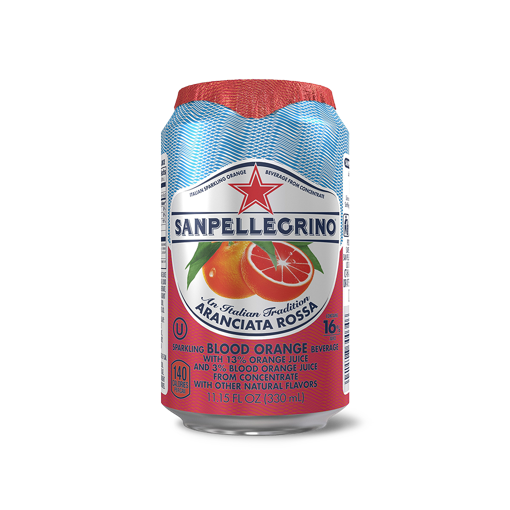 ITALIAN SPARKLING ORANGE BEVERAGE FROM CONCENTRATE
SANPELLEGRINO
An Italian Tradition
ARANCIATA ROSSA
16%
U
SPARKLING BLOOD ORANGE BEVERAGE
WITH 13% ORANGE JUICE
AND 3% BLOOD ORANGE JUICE
FROM CONCENTRATE
WITH OTHER NATURAL FLAVORS
140
CALORIES
11.15 FL OZ (330 mL)